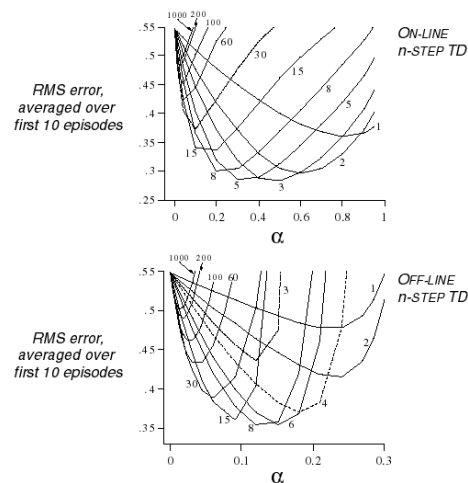 ON-LINE
n-STEP TD
RMS error,
averaged over
first 10 episodes
.55
.5
.45
.4
.35
.3
.25
1000 200 100
60
30
15
8
5
1
2
3
5
8
15
0 0.2 0.4 0.6 0.8 1
α
OFF-LINE
n-STEP TD
RMS error,
averaged over
first 10 episodes
.55
.5
.45
.4
.35
1000 200
100 60
3
1
2
4
6
8
15
30
0 0.1 0.2 0.3
α